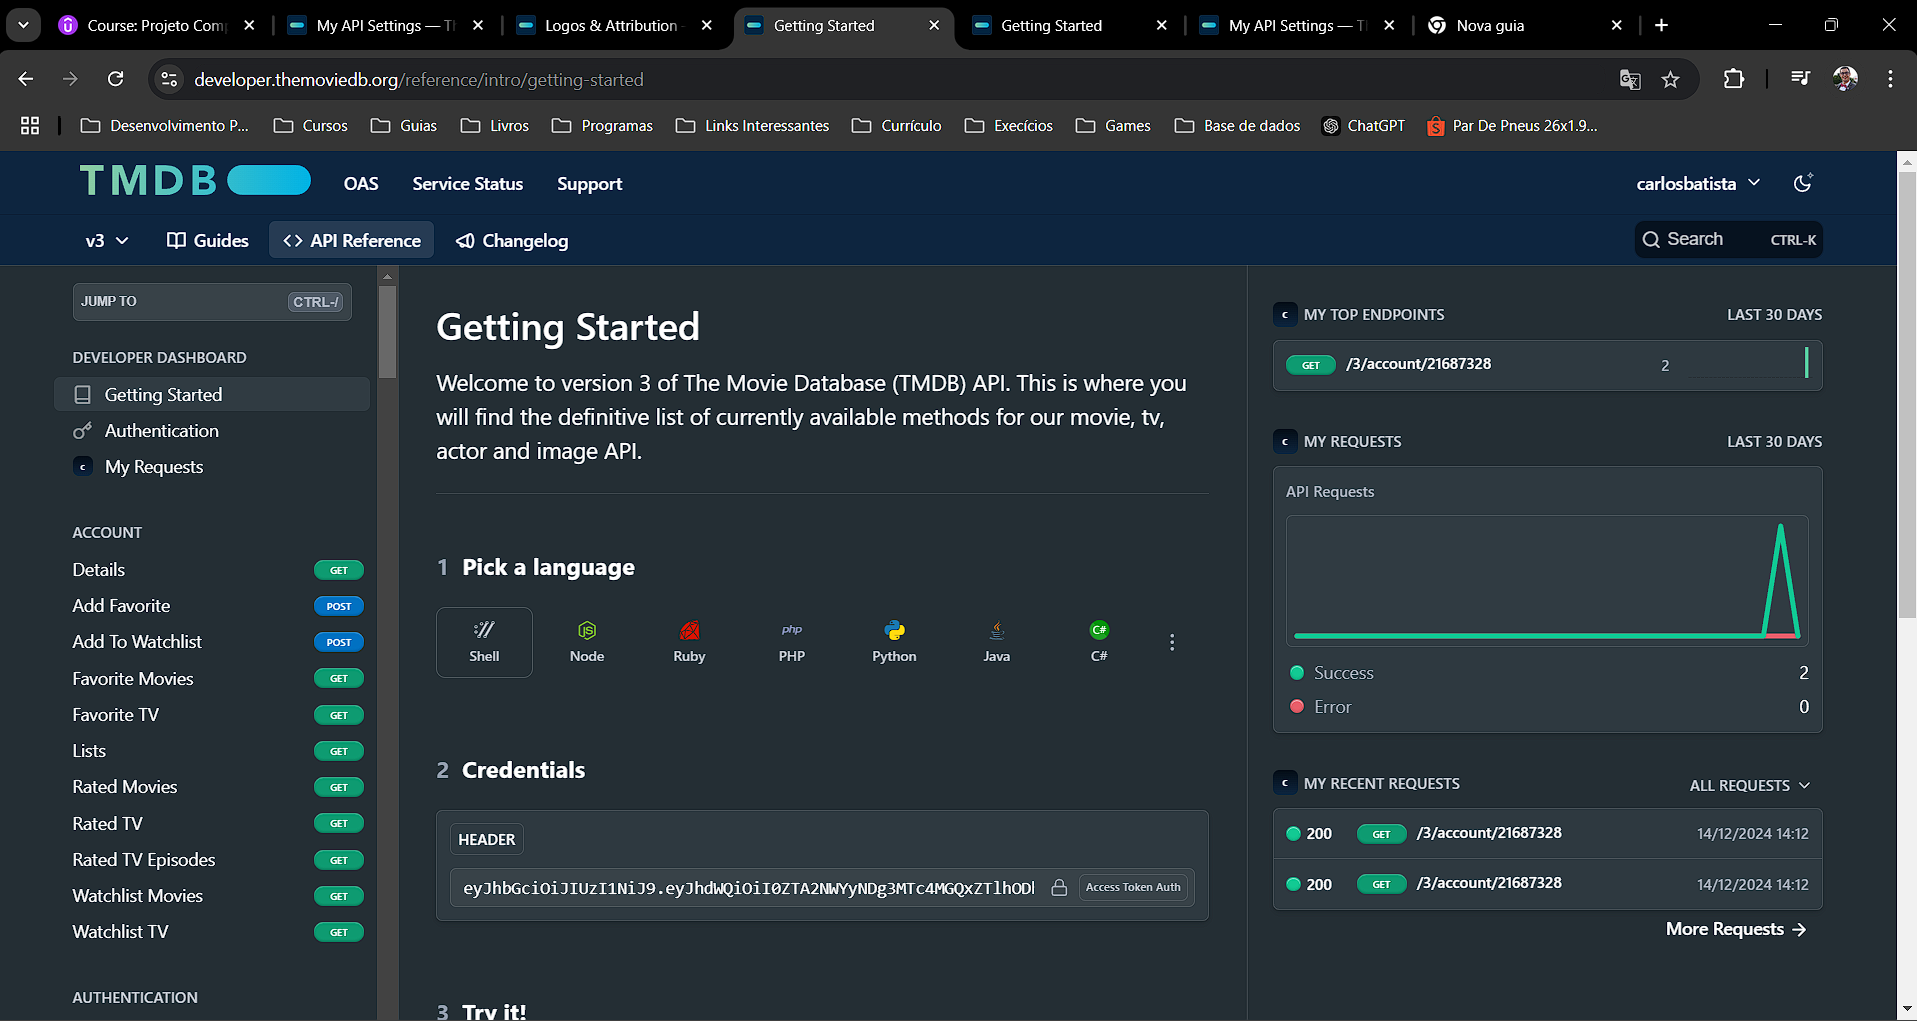 Course: Projeto Com
My API Settings — Th
Logos & Attribution
Getting Started
Getting Started
My API Settings — Th
Nova guia
developer.themoviedb.org/reference/intro/getting-started
Desenvolvimento P...
Cursos
Guias
Livros
Programas
Links Interessantes
Currículo
Execícios
Games
Base de dados
ChatGPT
Par De Pneus 26x1.9...
TMDB
OAS
Service Status
Support
carlosbatista
v3
Guides
<> API Reference
Changelog
Search
CTRL-K
JUMP TO
CTRL-/
DEVELOPER DASHBOARD
Getting Started
Authentication
c My Requests
ACCOUNT
Details GET
Add Favorite POST
Add To Watchlist POST
Favorite Movies GET
Favorite TV GET
Lists GET
Rated Movies GET
Rated TV GET
Rated TV Episodes GET
Watchlist Movies GET
Watchlist TV GET
AUTHENTICATION
Getting Started
Welcome to version 3 of The Movie Database (TMDB) API. This is where you
will find the definitive list of currently available methods for our movie, tv,
actor and image API.
1 Pick a language
JS
php
C#
Shell
Node
Ruby
PHP
Python
Java
C#
2 Credentials
HEADER
eyJhbGciOiJIUzI1NiJ9.eyJhdWQiOiI0ZTA2NWYyNDg3MTc4MGQxZTlhODl
Access Token Auth
3 Try it!
c MY TOP ENDPOINTS
LAST 30 DAYS
GET /3/account/21687328 2
c MY REQUESTS
LAST 30 DAYS
API Requests
Success 2
Error 0
c MY RECENT REQUESTS
ALL REQUESTS
200 GET /3/account/21687328 14/12/2024 14:12
200 GET /3/account/21687328 14/12/2024 14:12
More Requests